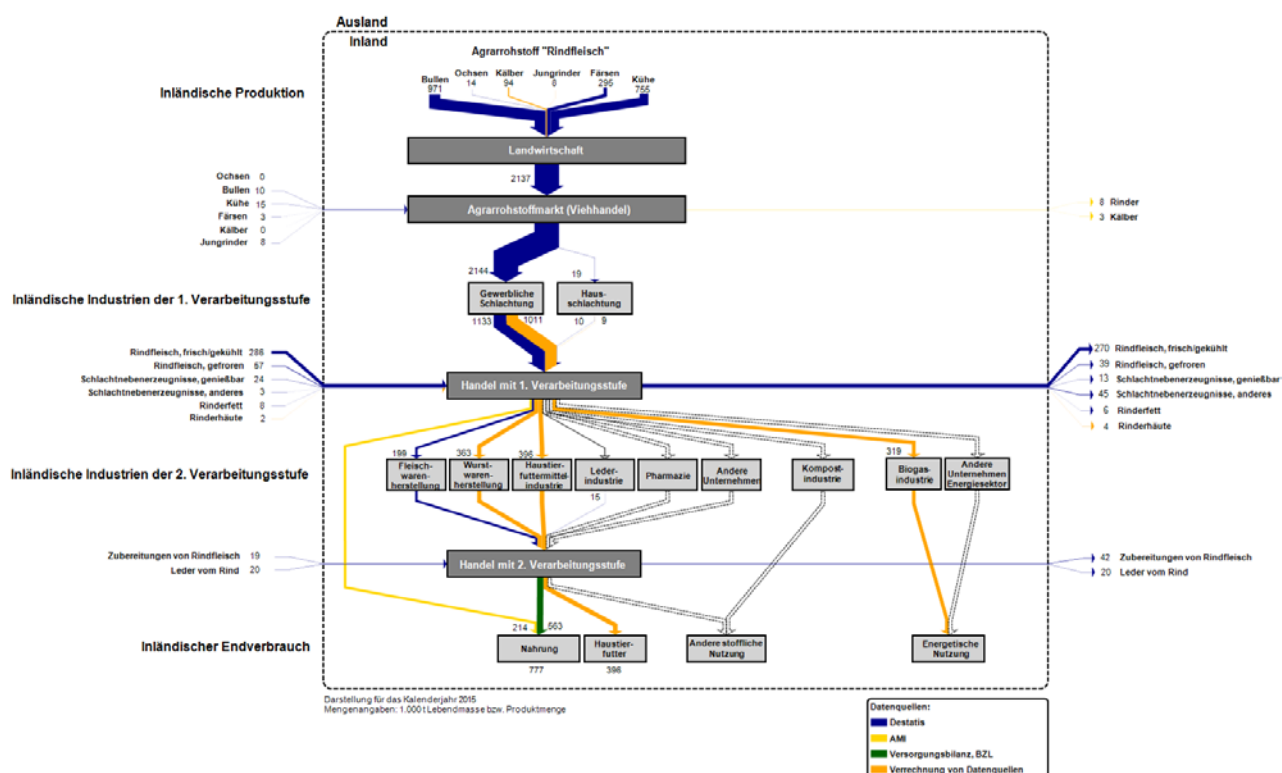 Ausland
Inland
Agrarrohstoff "Rindfleisch"
Bullen
971
Ochsen
14
Kälber
94
Jungrinder
8
Färsen
295
Kühe
755
Inländische Produktion
Landwirtschaft
2137
Ochsen 0
Bullen 10
Kühe 15
Färsen 3
Kälber 0
Jungrinder 8
Agrarrohstoffmarkt (Viehhandel)
8 Rinder
3 Kälber
2144
19
Inländische Industrien der 1. Verarbeitungsstufe
Gewerbliche
Schlachtung
Haus-
schlachtung
1133
1011
10
9
Rindfleisch, frisch/gekühlt 286
Rindfleisch, gefroren 67
Schlachtnebenerzeugnisse, genießbar 24
Schlachtnebenerzeugnisse, anderes 3
Rinderfett 8
Rinderhäute 2
Handel mit 1. Verarbeitungsstufe
270 Rindfleisch, frisch/gekühlt
39 Rindfleisch, gefroren
13 Schlachtnebenerzeugnisse, genießbar
45 Schlachtnebenerzeugnisse, anderes
6 Rinderfett
4 Rinderhäute
Inländische Industrien der 2. Verarbeitungsstufe
199
Fleisch-
waren-
herstellung
363
Wurst-
waren-
herstellung
396
Haustier-
futtermittel-
industrie
Leder-
industrie
15
Pharmazie
Andere
Unternehmen
Kompost-
industrie
319
Biogas-
industrie
Andere
Unternehmen
Energiesektor
Zubereitungen von Rindfleisch 19
Leder vom Rind 20
Handel mit 2. Verarbeitungsstufe
42 Zubereitungen von Rindfleisch
20 Leder vom Rind
214
563
Inländischer Endverbrauch
Nahrung
777
Haustier-
futter
396
Andere stoffliche
Nutzung
Energetische
Nutzung
Darstellung für das Kalenderjahr 2015
Mengenangaben: 1.000 t Lebendmasse bzw. Produktmenge
Datenquellen:
Destatis
AMI
Versorgungsbilanz, BZL
Verrechnung von Datenquellen